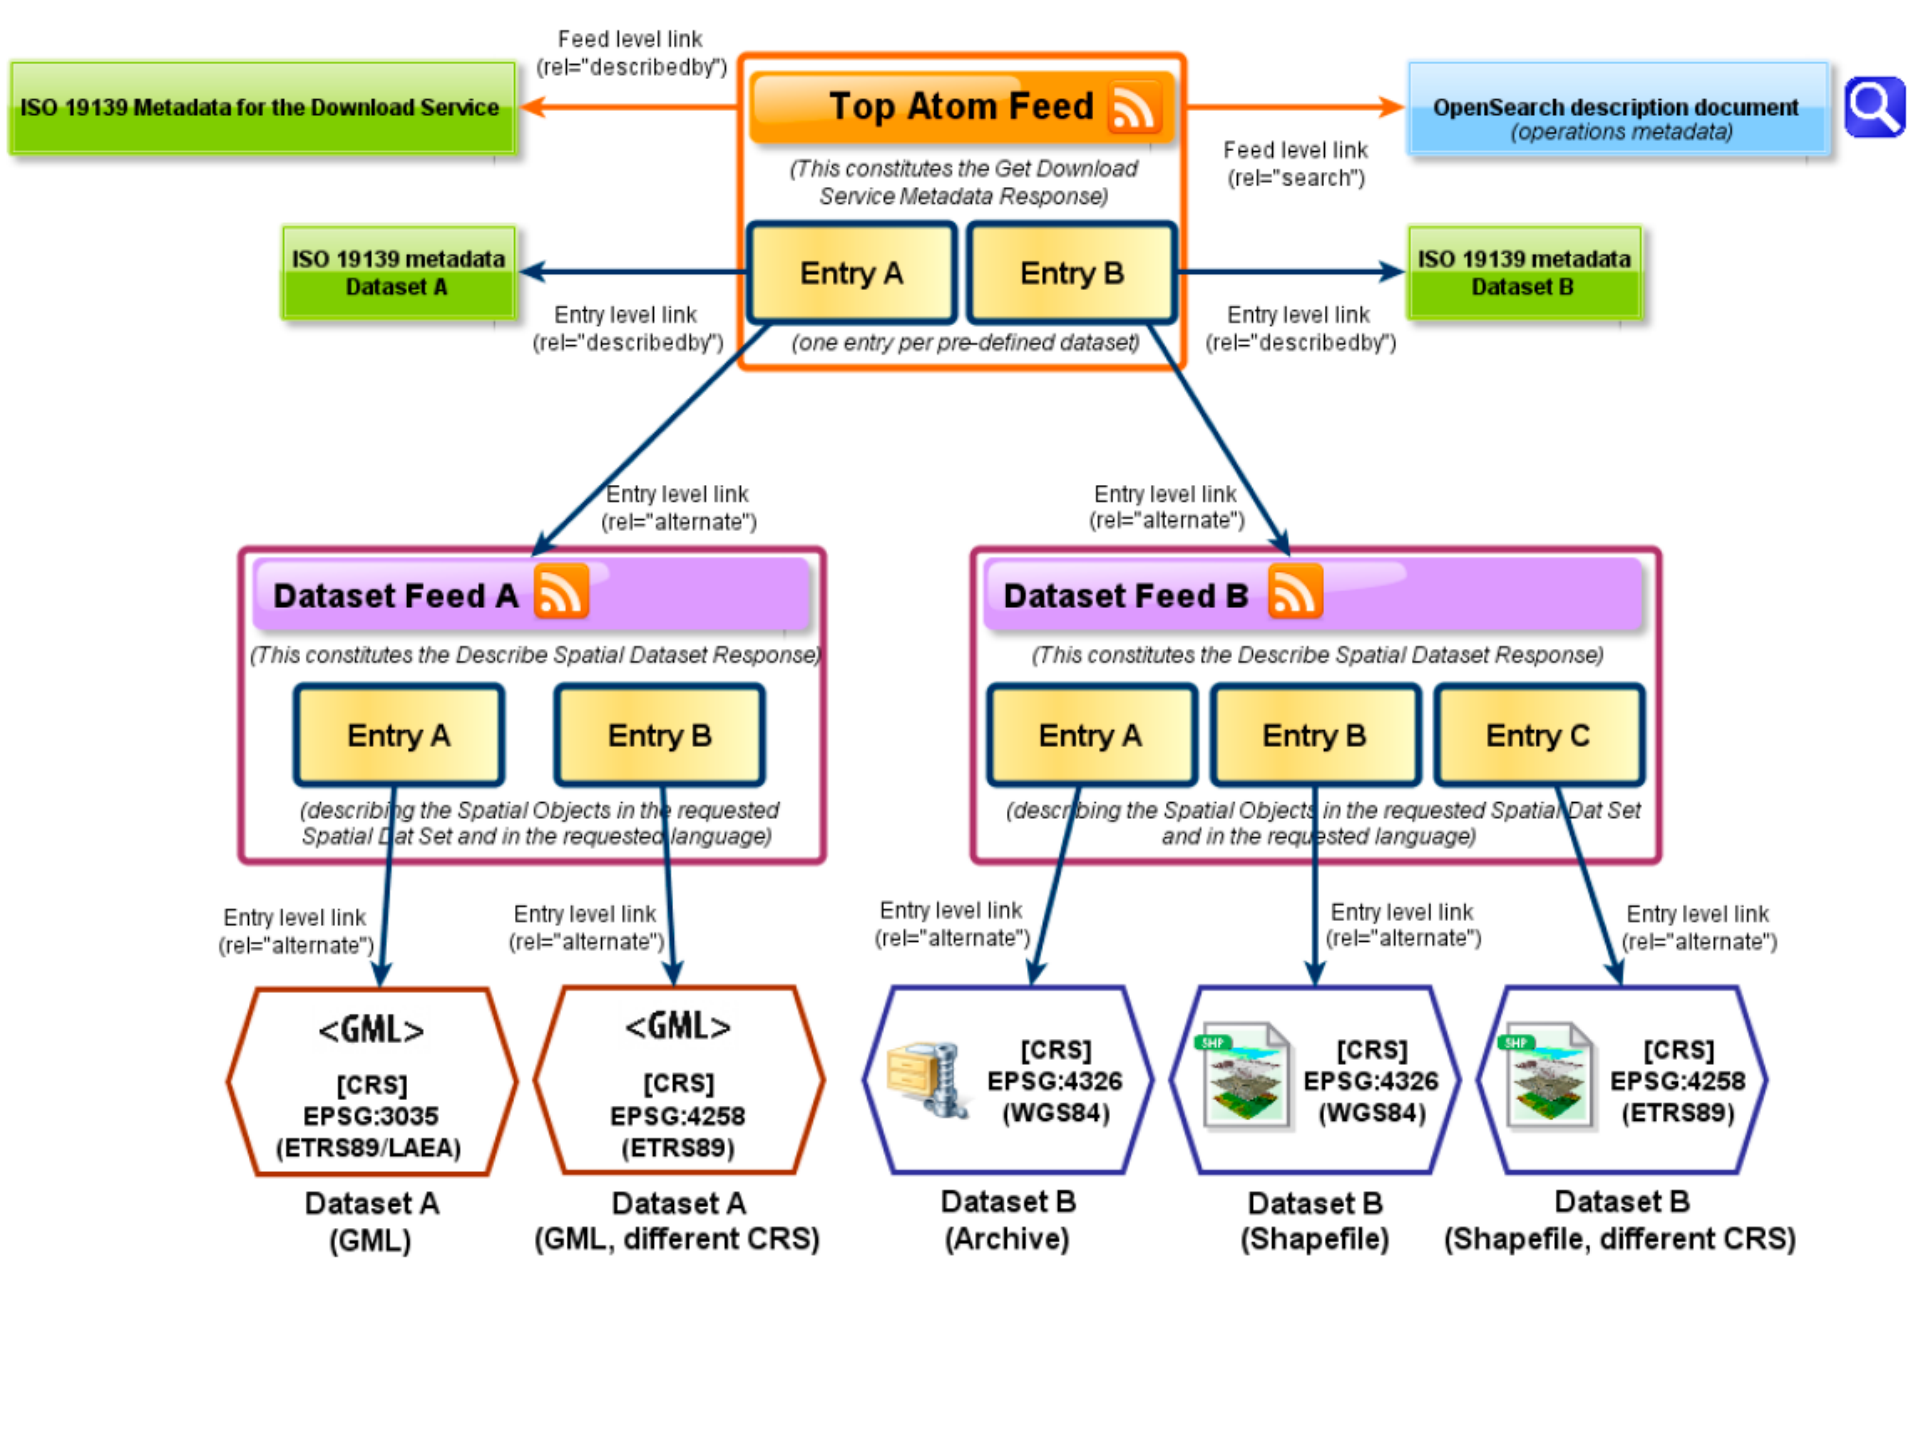 Feed level link
(rel="describedby")
ISO 19139 Metadata for the Download Service
Top Atom Feed
OpenSearch description document
(operations metadata)
Feed level link
(rel="search")
(This constitutes the Get Download
Service Metadata Response)
ISO 19139 metadata
Dataset A
Entry A
Entry B
ISO 19139 metadata
Dataset B
Entry level link
(rel="describedby")
(one entry per pre-defined dataset)
Entry level link
(rel="describedby")
Entry level link
(rel="alternate")
Entry level link
(rel="alternate")
Dataset Feed A
(This constitutes the Describe Spatial Dataset Response)
Entry A
Entry B
(describing the Spatial Objects in the requested
Spatial Dat Set and in the requested language)
Dataset Feed B
(This constitutes the Describe Spatial Dataset Response)
Entry A
Entry B
Entry C
(describing the Spatial Objects in the requested Spatial Dat Set
and in the requested language)
Entry level link
(rel="alternate")
Entry level link
(rel="alternate")
Entry level link
(rel="alternate")
Entry level link
(rel="alternate")
Entry level link
(rel="alternate")
<GML>
[CRS]
EPSG:3035
(ETRS89/LAEA)
Dataset A
(GML)
<GML>
[CRS]
EPSG:4258
(ETRS89)
Dataset A
(GML, different CRS)
[CRS]
EPSG:4326
(WGS84)
Dataset B
(Archive)
SHP
[CRS]
EPSG:4326
(WGS84)
Dataset B
(Shapefile)
SHP
[CRS]
EPSG:4258
(ETRS89)
Dataset B
(Shapefile, different CRS)